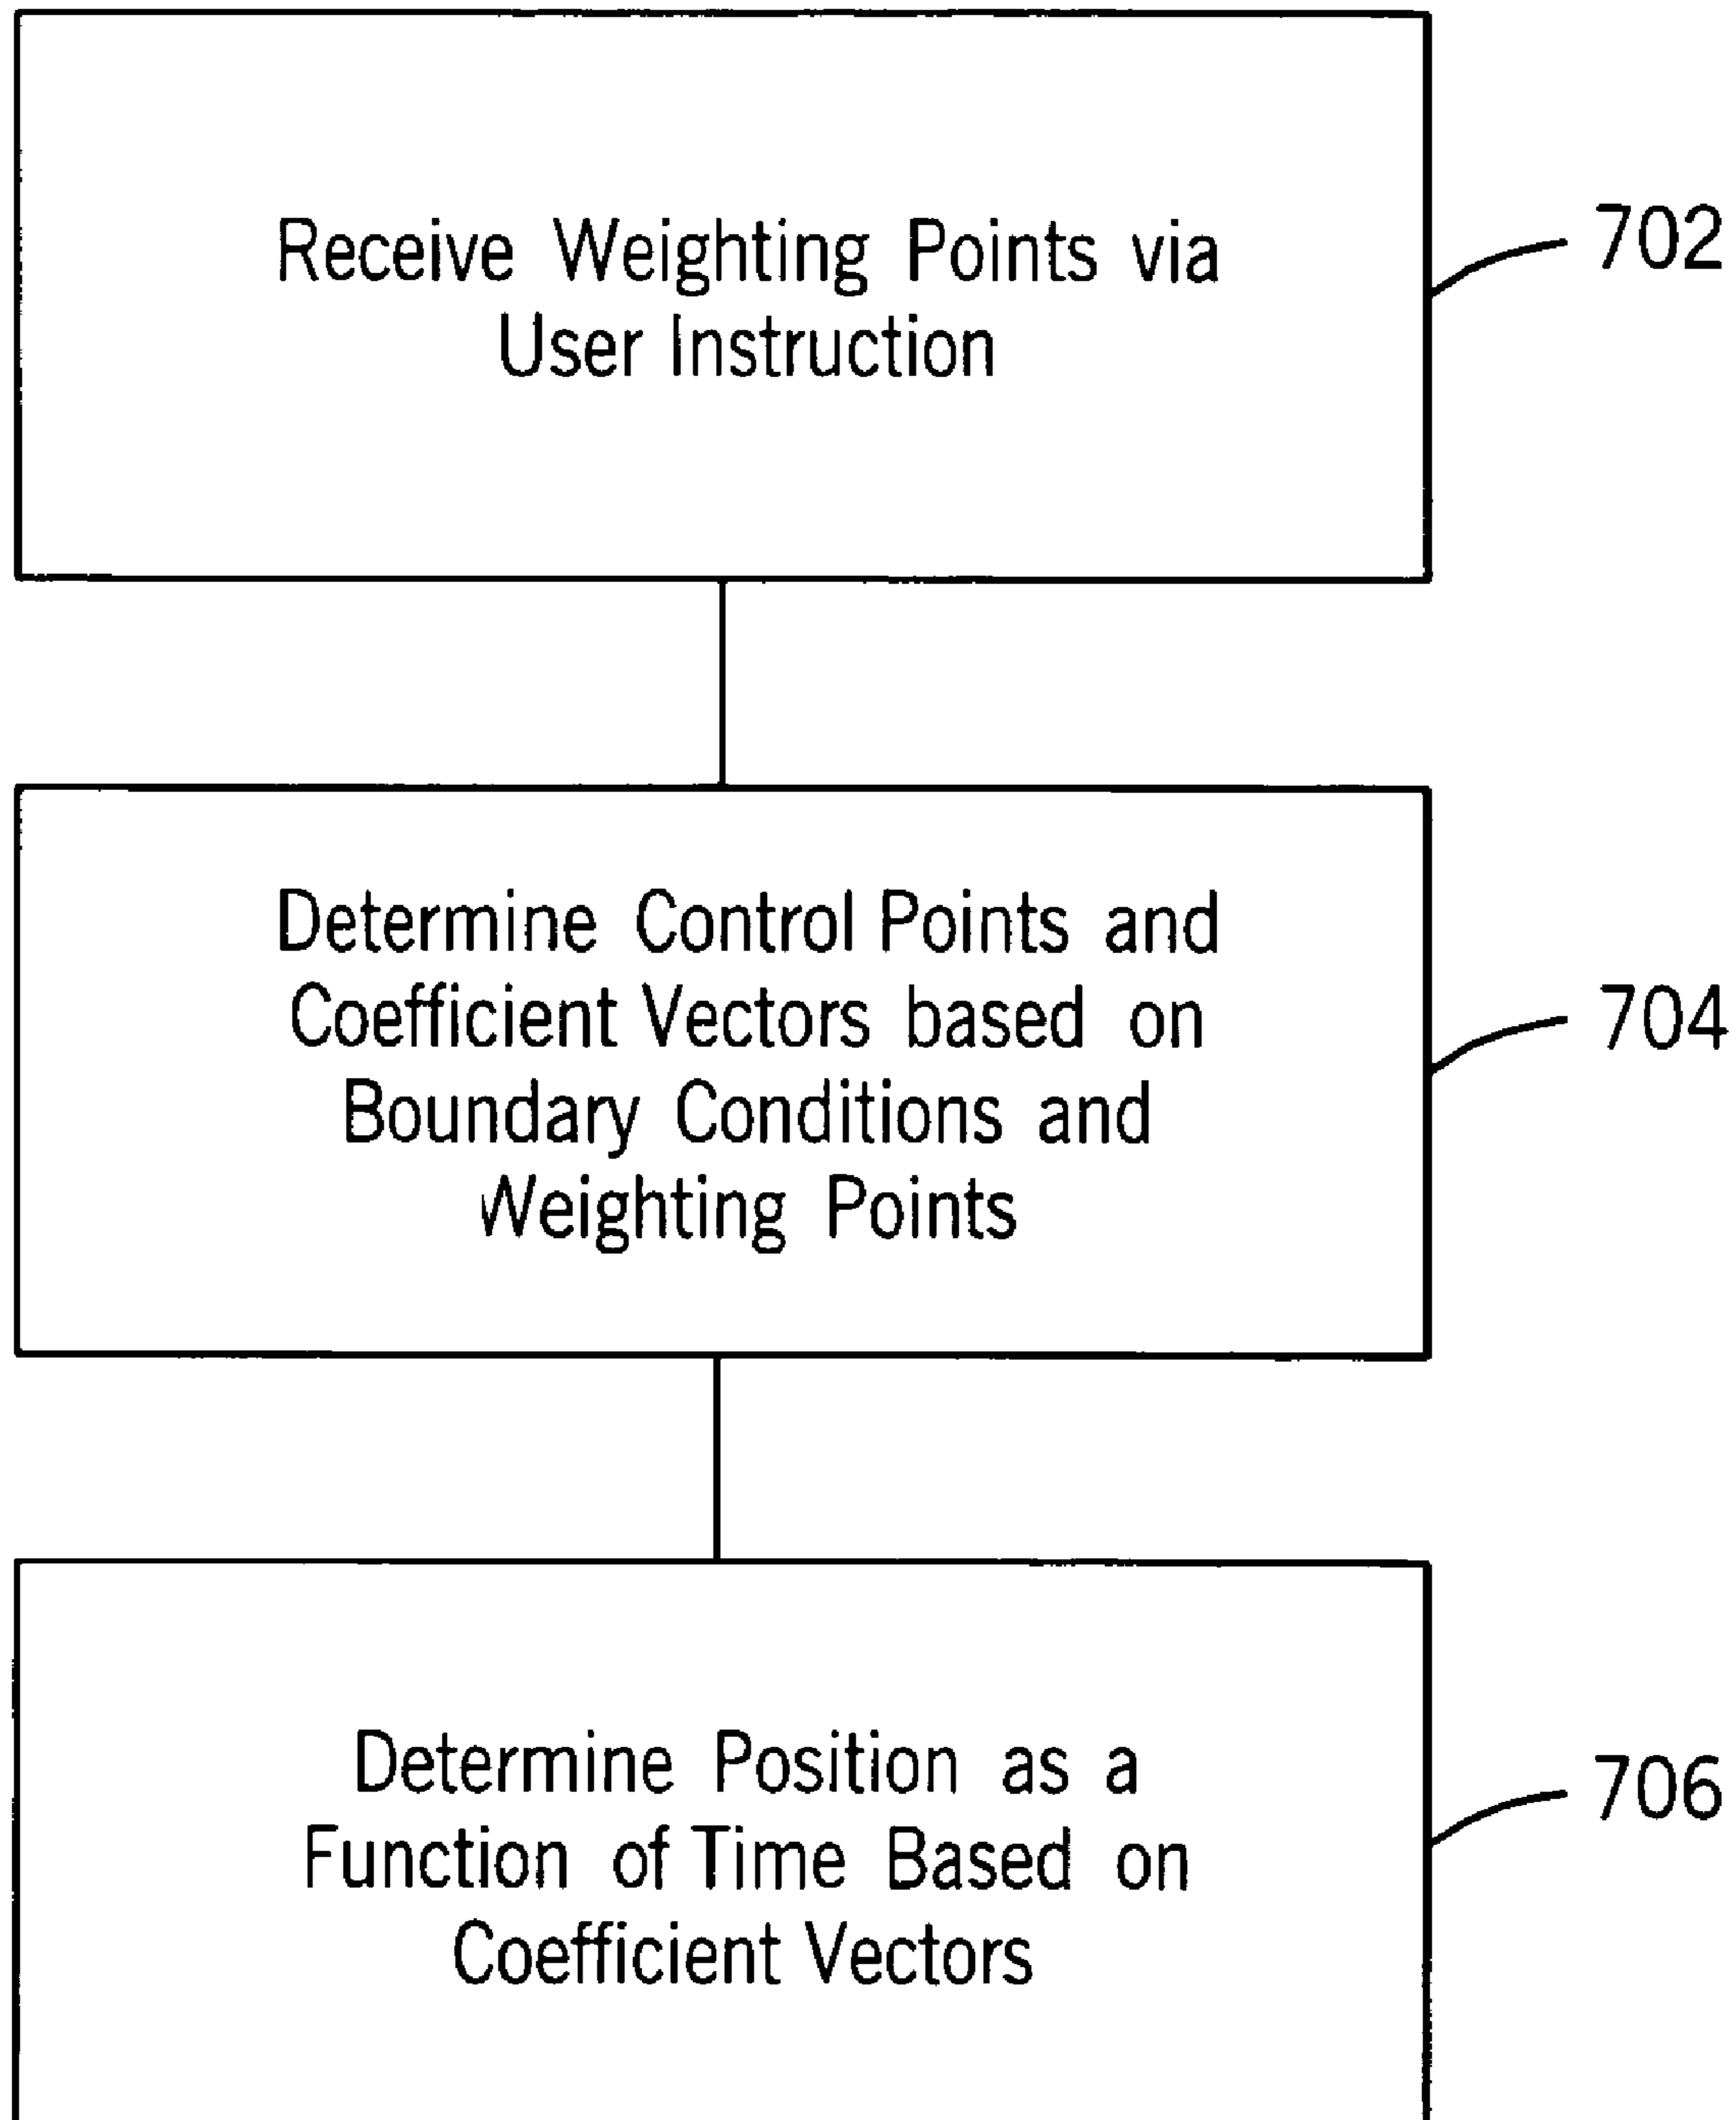 Receive Weighting Points via
User Instruction
702
Determine Control Points and
Coefficient Vectors based on
Boundary Conditions and
Weighting Points
704
Determine Position as a
Function of Time Based on
Coefficient Vectors
706